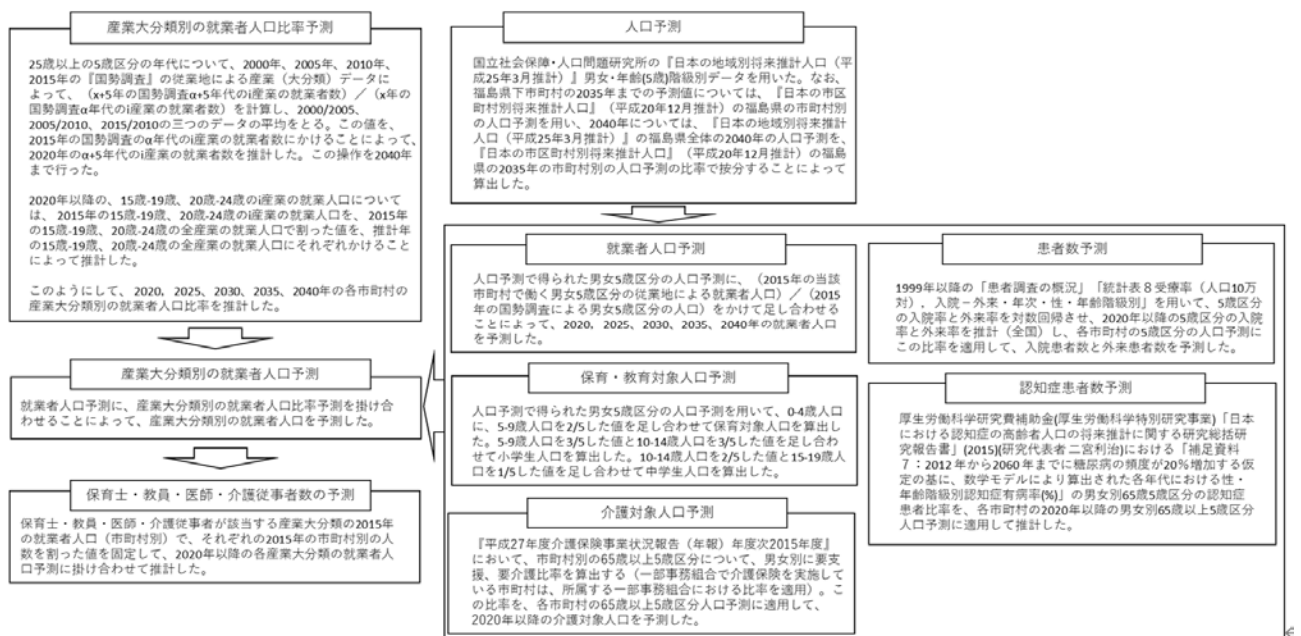 産業大分類別の就業者人口比率予測
25歳以上の5歳区分の年代について、2000年、2005年、2010年、
2015年の『国勢調査』の従業地による産業（大分類）データに
よって、（x+5年の国勢調査α+5年代のi産業の就業者数）／（x年の
国勢調査α年代のi産業の就業者数）を計算し、2000/2005、
2005/2010、2015/2010の三つのデータの平均をとる。この値を、
2015年の国勢調査のα年代のi産業の就業者数にかけることによって、
2020年のα+5年代のi産業の就業者数を推計した。この操作を2040年
まで行った。
2020年以降の、15歳-19歳、20歳-24歳のi産業の就業人口について
は、2015年の15歳-19歳、20歳-24歳のi産業の就業人口を、2015年
の15歳-19歳、20歳-24歳の全産業の就業人口で割った値を、推計年
の15歳-19歳、20歳-24歳の全産業の就業人口にそれぞれかけること
によって推計した。
このようにして、2020，2025、2030、2035、2040年の各市町村の
産業大分類別の就業者人口比率を推計した。
産業大分類別の就業者人口予測
就業者人口予測に、産業大分類別の就業者人口比率予測を掛け合
わせることによって、産業大分類別の就業者人口を予測した。
保育士・教員・医師・介護従事者数の予測
保育士・教員・医師・介護従事者が該当する産業大分類の2015年
の就業者人口（市町村別）で、それぞれの2015年の市町村別の人
数を割った値を固定して、2020年以降の各産業大分類の就業者人
口予測に掛け合わせて推計した。
人口予測
国立社会保障・人口問題研究所の『日本の地域別将来推計人口（平
成25年3月推計）』男女・年齢(5歳)階級別データを用いた。なお、
福島県下市町村の2035年までの予測値については、『日本の市区
町村別将来推計人口』（平成20年12月推計）の福島県の市町村別
の人口予測を用い、2040年については、『日本の地域別将来推計
人口（平成25年3月推計）』の福島県全体の2040年の人口予測を、
『日本の市区町村別将来推計人口』（平成20年12月推計）の福島
県の2035年の市町村別の人口予測の比率で按分することによって
算出した。
就業者人口予測
人口予測で得られた男女5歳区分の人口予測に、（2015年の当該
市町村で働く男女5歳区分の従業地による就業者人口）／（2015
年の国勢調査による男女5歳区分の人口）をかけて足し合わせる
ことによって、2020、2025、2030、2035、2040年の就業者人口
を予測した。
保育・教育対象人口予測
人口予測で得られた男女5歳区分の人口予測を用いて、0-4歳人口
に、5-9歳人口を2/5した値を足し合わせて保育対象人口を算出し
た。5-9歳人口を3/5した値と10-14歳人口を3/5した値を足し合わ
せて小学生人口を算出した。10-14歳人口を2/5した値と15-19歳人
口を1/5した値を足し合わせて中学生人口を算出した。
介護対象人口予測
『平成27年度介護保険事業状況報告（年報）年度次2015年度』
において、市町村別の65歳以上5歳区分について、男女別に要支
援、要介護比率を算出する（一部事務組合で介護保険を実施してい
いる市町村は、所属する一部事務組合における比率を適用）。こ
の比率を、各市町村の65歳以上5歳区分人口予測に適用して、
2020年以降の介護対象人口を予測した。
患者数予測
1999年以降の「患者調査の概況」「統計表８受療率（人口10万
対）、入院－外来・年次・性・年齢階級別」を用いて、5歳区分
の入院率と外来率を対数回帰させ、2020年以降の5歳区分の入院
率と外来率を推計（全国）し、各市町村の5歳区分の人口予測に
この比率を適用して、入院患者数と外来患者数を予測した。
認知症患者数予測
厚生労働科学研究費補助金(厚生労働科学特別研究事業)「日本
における認知症の高齢者人口の将来推計に関する研究総括研
究報告書」(2015)(研究代表者 二宮利治)における「補足資料
７：2012 年から2060 年までに糖尿病の頻度が20%増加する仮
定の基に、数学モデルにより算出された各年代における性・
年齢階級別認知症有病率(%)」の男女別65歳5歳区分の認知症
患者比率を、各市町村の2020年以降の男女別65歳以上5歳区分
人口予測に適用して推計した。